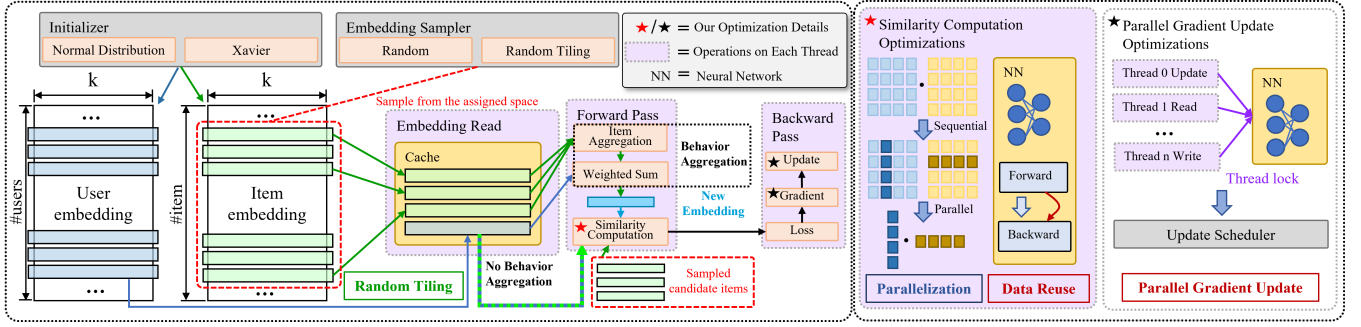 Initializer
Normal Distribution
Xavier
Embedding Sampler
Random
Random Tiling
★/★ = Our Optimization Details
= Operations on Each Thread
NN = Neural Network
k
k
Sample from the assigned space
#users
...
User
embedding
...
#item
...
Item
embedding
...
Random Tiling
Embedding Read
Cache
No Behavior
Aggregation
Forward Pass
Item
Aggregation
Weighted Sum
Behavior
Aggregation
New
Embedding
Similarity
Computation
Sampled
candidate items
Backward
Pass
Update
Gradient
Loss
Similarity Computation
Optimizations
Sequential
Parallel
Parallelization
NN
Forward
Backward
Data Reuse
Parallel Gradient Update
Optimizations
Thread 0 Update
Thread 1 Read
...
Thread n Write
NN
Thread lock
Update Scheduler
Parallel Gradient Update